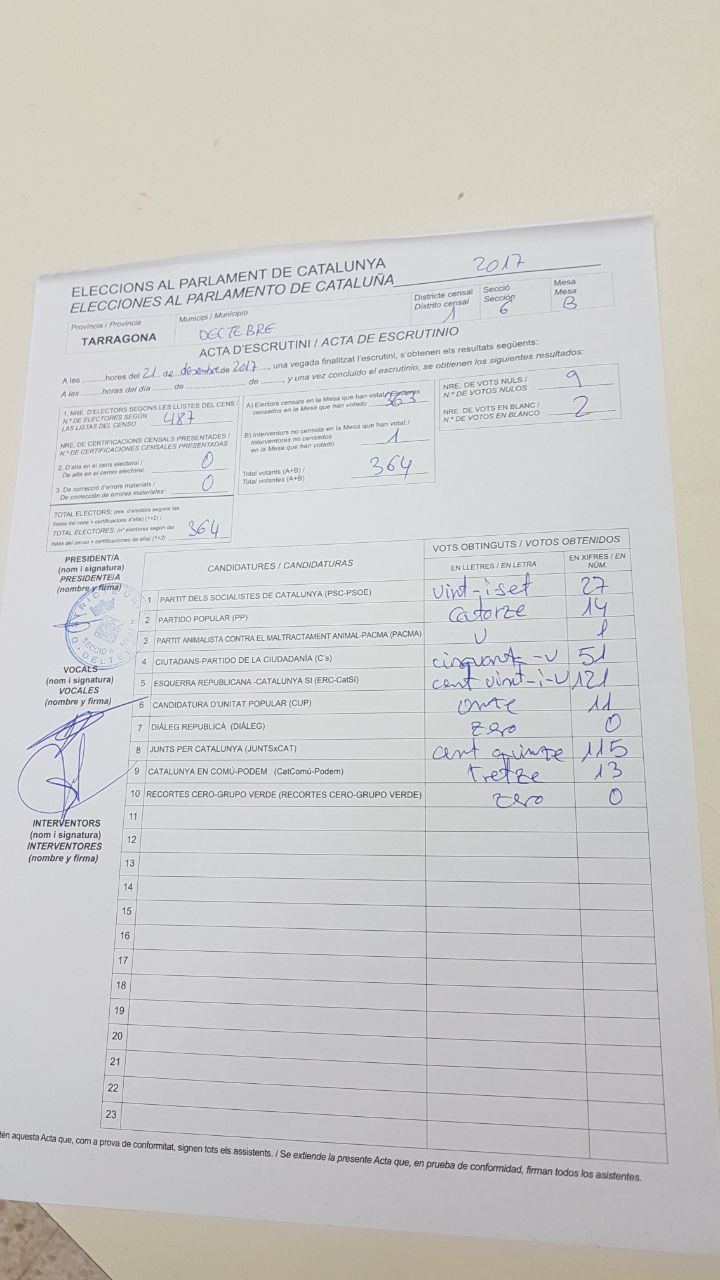 ELECCIONS AL PARLAMENT DE CATALUNYA
ELECCIONES AL PARLAMENTO DE CATALUÑA 2017
Província / Provincia
TARRAGONA
Municipi / Municipio
DELTEBRE
Districte censal
Distrito censal
1
Secció
Sección
6
Mesa
Mesa
B
ACTA D'ESCRUTINI / ACTA DE ESCRUTINIO
A les ..........hores del 21 de desembre de 2017...., una vegada finalitzat l'escrutini, s'obtenen els resultats següents:
A las ..........horas del día ........ de .............................. de ........, y una vez concluido el escrutinio, se obtienen los siguientes resultados:
1. NRE. D'ELECTORS SEGONS LES LLISTES DEL CENS /
N.º DE ELECTORES SEGÚN
LAS LISTAS DEL CENSO
487
NRE. DE CERTIFICACIONS CENSALS PRESENTADES /
N.º DE CERTIFICACIONES CENSALES PRESENTADAS
2. D'alta en el cens electoral /
De alta en el censo electoral:
0
3. De correcció d'errors materials /
De corrección de errores materiales:
0
TOTAL ELECTORS: (nre. d'electors segons les
llistes del cens + certificacions d'alta) (1+2) /
TOTAL ELECTORES: (nº electores según las
listas del censo + certificaciones de alta) (1+2)
364
A) Electors censats en la Mesa que han votat / Electores
censados en la Mesa que han votado
363
B) Interventors no censats en la Mesa que han votat /
Interventores no censados
en la Mesa que han votado
1
Total votants (A+B) /
Total votantes (A+B)
364
NRE. DE VOTS NULS /
N.º DE VOTOS NULOS
9
NRE. DE VOTS EN BLANC /
N.º DE VOTOS EN BLANCO
2
PRESIDENT/A
(nom i signatura)
PRESIDENTE/A
(nombre y firma)
CANDIDATURES / CANDIDATURAS
VOTS OBTINGUTS / VOTOS OBTENIDOS
EN LLETRES / EN LETRA
EN XIFRES / EN NÚM.
1 PARTIT DELS SOCIALISTES DE CATALUNYA (PSC-PSOE) vint-i-set 27
2 PARTIDO POPULAR (PP) catorze 14
3 PARTIT ANIMALISTA CONTRA EL MALTRACTAMENT ANIMAL-PACMA (PACMA) U 1
4 CIUTADANS-PARTIDO DE LA CIUDADANÍA (C's) cinquanta-U 51
5 ESQUERRA REPUBLICANA -CATALUNYA SÍ (ERC-CatSí) cent vint-i-U 121
6 CANDIDATURA D'UNITAT POPULAR (CUP) onze 11
7 DIÀLEG REPUBLICÀ (DIÀLEG) zero 0
8 JUNTS PER CATALUNYA (JUNTSxCAT) cent quinze 115
9 CATALUNYA EN COMÚ-PODEM (CatComú-Podem) tretze 13
10 RECORTES CERO-GRUPO VERDE (RECORTES CERO-GRUPO VERDE) zero 0
11
12
13
14
15
16
17
18
19
20
21
22
23
VOCALS
(nom i signatura)
VOCALES
(nombre y firma)
INTERVENTORS
(nom i signatura)
INTERVENTORES
(nombre y firma)
aquesta Acta que, com a prova de conformitat, signen tots els assistents. / Se extiende la presente Acta que, en prueba de conformidad, firman todos los asistentes.